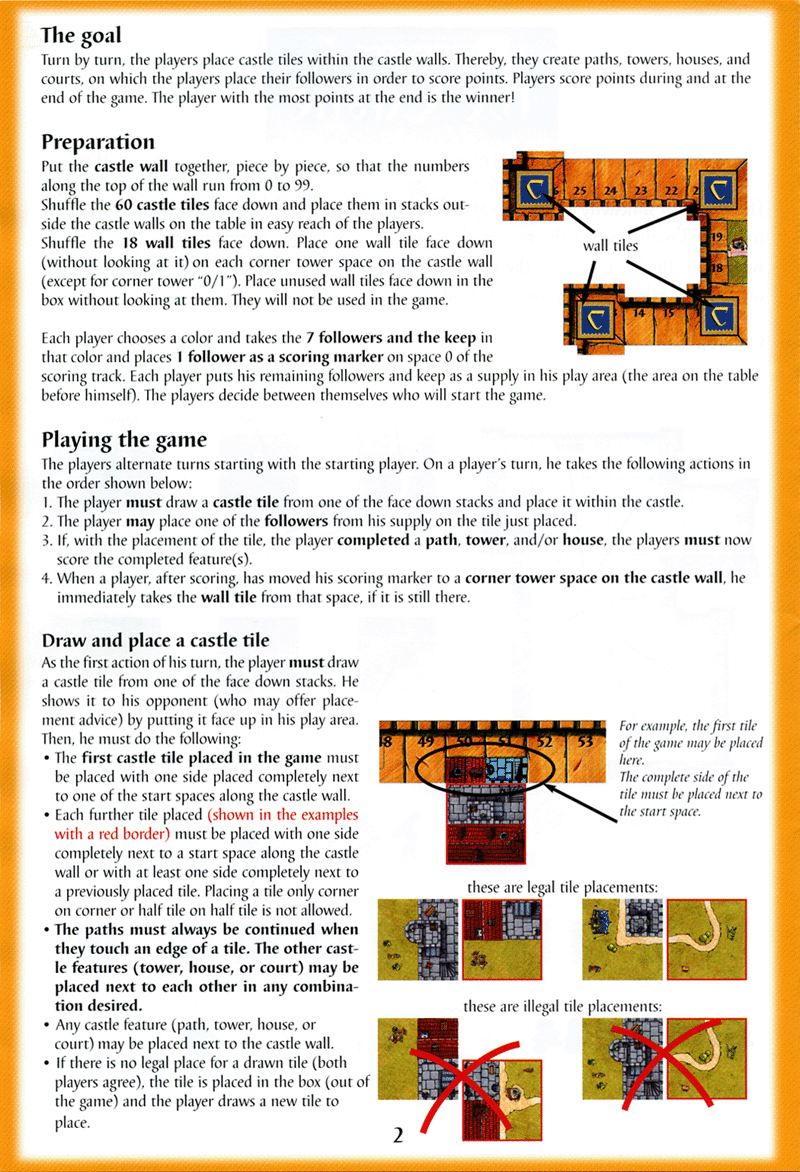 The goal
Turn by turn, the players place castle tiles within the castle walls. Thereby, they create paths, towers, houses, and
courts, on which the players place their followers in order to score points. Players score points during and at the
end of the game. The player with the most points at the end is the winner!
Preparation
Put the castle wall together, piece by piece, so that the numbers
along the top of the wall run from 0 to 99.
Shuffle the 60 castle tiles face down and place them in stacks out-
side the castle walls on the table in easy reach of the players.
Shuffle the 18 wall tiles face down. Place one wall tile face down
(without looking at it) on each corner tower space on the castle wall
(except for corner tower “0/1”). Place unused wall tiles face down in the
box without looking at them. They will not be used in the game.
25 24 23 22 2
wall tiles
19
18
14 15
Each player chooses a color and takes the 7 followers and the keep in
that color and places 1 follower as a scoring marker on space 0 of the
scoring track. Each player puts his remaining followers and keep as a supply in his play area (the area on the table
before himself). The players decide between themselves who will start the game.
Playing the game
The players alternate turns starting with the starting player. On a player’s turn, he takes the following actions in
the order shown below:
1. The player must draw a castle tile from one of the face down stacks and place it within the castle.
2. The player may place one of the followers from his supply on the tile just placed.
3. If, with the placement of the tile, the player completed a path, tower, and/or house, the players must now
score the completed feature(s).
4. When a player, after scoring, has moved his scoring marker to a corner tower space on the castle wall, he
immediately takes the wall tile from that space, if it is still there.
Draw and place a castle tile
As the first action of his turn, the player must draw
a castle tile from one of the face down stacks. He
shows it to his opponent (who may offer place-
ment advice) by putting it face up in his play area.
Then, he must do the following:
• The first castle tile placed in the game must
be placed with one side placed completely next
to one of the start spaces along the castle wall.
• Each further tile placed (shown in the examples
with a red border) must be placed with one side
completely next to a start space along the castle
wall or with at least one side completely next to
a previously placed tile. Placing a tile only corner
on corner or half tile on half tile is not allowed.
• The paths must always be continued when
they touch an edge of a tile. The other cast-
le features (tower, house, or court) may be
placed next to each other in any combina-
tion desired.
• Any castle feature (path, tower, house, or
court) may be placed next to the castle wall.
• If there is no legal place for a drawn tile (both
players agree), the tile is placed in the box (out of
the game) and the player draws a new tile to
place.
48 49 50 51 52 53
For example, the first tile
of the game may be placed
here.
The complete side of the
tile must be placed next to
the start space.
these are legal tile placements:
these are illegal tile placements:
2